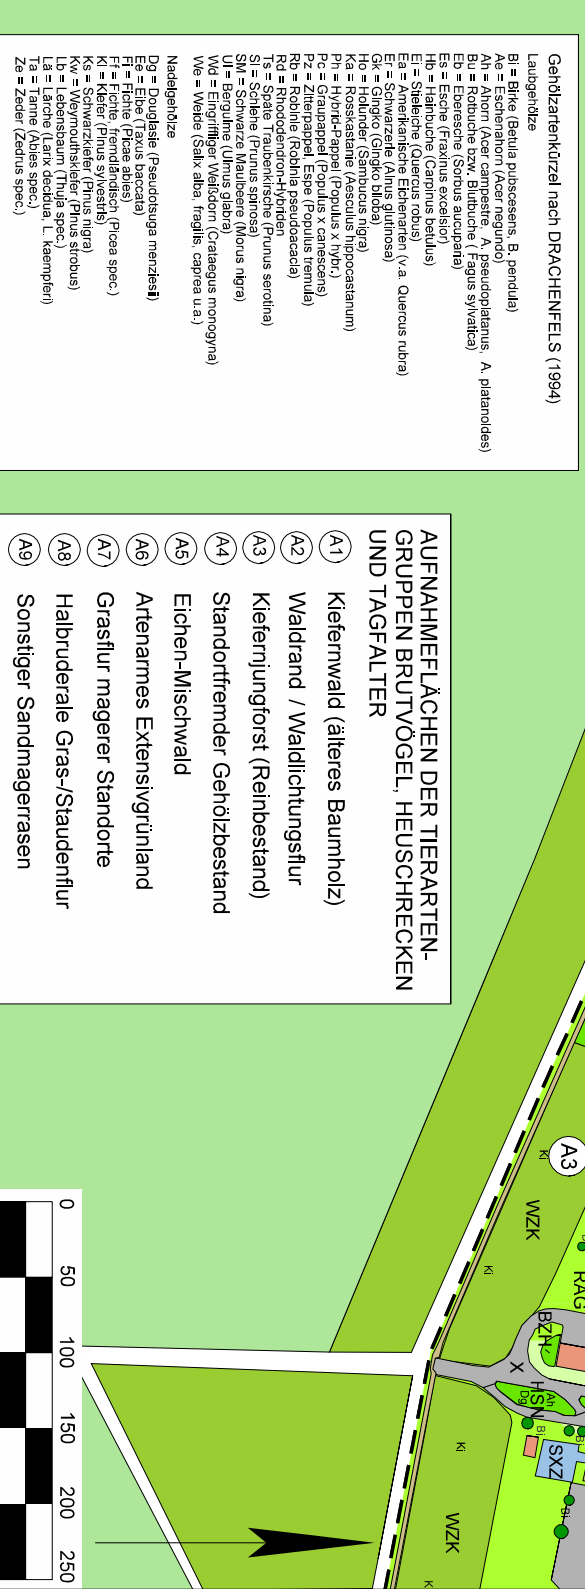 Gehölzartenkürzel nach DRACHENFELS (1994)
Laubgehölze
Bi = Birke (Betula pubscesens, B. pendula)
Ae = Eschenahorn (Acer negundo)
Ah = Ahorn (Acer campestre, A. pseudoplatanus, A. platanoides)
Bu = Rotbuche bzw. Blutbuche ( Fagus sylvatica)
Eb = Eberesche (Sorbus aucuparia)
Es = Esche (Fraxinus excelsior)
Hb = Hainbuche (Carpinus betulus)
Ei = Stieleiche (Quercus robus)
Ea = Amerikanische Eichenarten (v.a. Quercus rubra)
Er = Schwarzerle (Alnus glutinosa)
Gk = Gingko (Gingko biloba)
Ho = Holunder (Sambucus nigra)
Ka = Rosskastanie (Aesculus hippocastanum)
Ph = Hybrid-Pappel (Populus x hybr.)
Pc = Graupappel (Populus x canescens)
Pz = Zitterpappel, Espe (Populus tremula)
Rb = Robinie (Robinia pseudoacacia)
Rd = Rhododendron-Hybriden
Ts = Späte Traubenkirsche (Prunus serotina)
Sl = Schlehe (Prunus spinosa)
SM = Schwarze Maulbeere (Morus nigra)
Ul = Bergulme (Ulmus glabra)
Wd = Eingriffliger Weißdorn (Crataegus monogyna)
We = Weide (Salix alba, fragilis, caprea u.a.)
Nadelgehölze
Dg = Douglasie (Pseudotsuga menziesii)
Ee = Eibe (Taxus baccata)
Fi = Fichte (Picea abies)
Ff = Fichte, fremdländisch (Picea spec.)
Ki = Kiefer (Pinus sylvestris)
Ks = Schwarzkiefer (Pinus nigra)
Kw = Weymouthskiefer (Pinus strobus)
Lb = Lebensbaum (Thuja spec.)
Lä = Lärche (Larix decidua, L. kaempferi)
Ta = Tanne (Abies spec.)
Ze = Zeder (Zedrus spec.)
AUFNAHMEFLÄCHEN DER TIERARTEN-
GRUPPEN BRUTVÖGEL, HEUSCHRECKEN
UND TAGFALTER
A1 Kiefernwald (älteres Baumholz)
A2 Waldrand / Waldlichtungsflur
A3 Kiefernjungforst (Reinbestand)
A4 Standortfremder Gehölzbestand
A5 Eichen-Mischwald
A6 Artenarmes Extensivgrünland
A7 Grasflur magerer Standorte
A8 Halbruderale Gras-/Staudenflur
A9 Sonstiger Sandmagerrasen
A3
Ki
WZK
RAG
Ki
BZH
X
HSN
Ah
Dg
Bi
Bi
SXZ
Bi
Ki
WZK
Ki
0 50 100 150 200 250